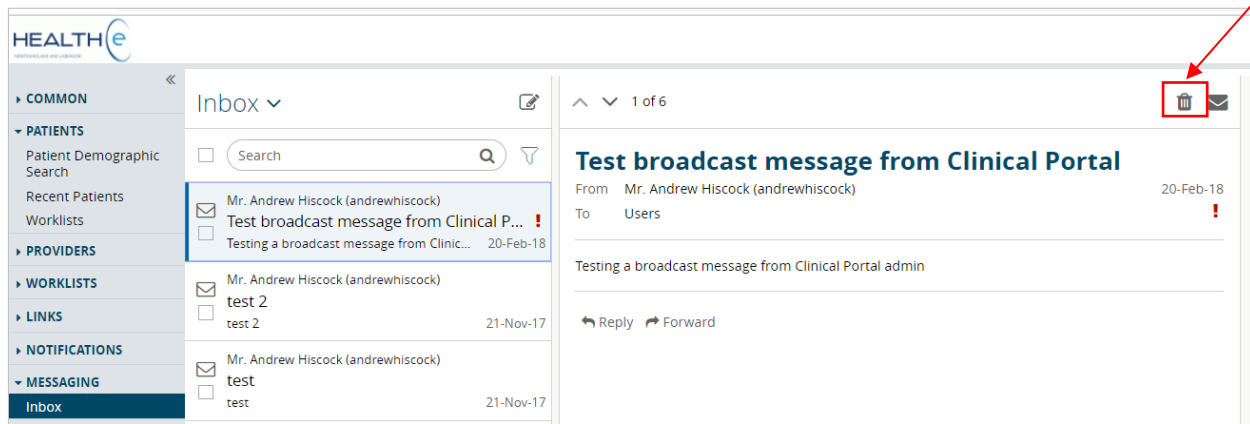 HEALTH e
NEWFOUNDLAND AND LABRADOR
«
COMMON
PATIENTS
Patient Demographic
Search
Recent Patients
Worklists
PROVIDERS
WORKLISTS
LINKS
NOTIFICATIONS
MESSAGING
Inbox
Inbox
Search
Mr. Andrew Hiscock (andrewhiscock)
Test broadcast message from Clinical P... !
Testing a broadcast message from Clinic... 20-Feb-18
Mr. Andrew Hiscock (andrewhiscock)
test 2
test 2 21-Nov-17
Mr. Andrew Hiscock (andrewhiscock)
test
test 21-Nov-17
1 of 6
Test broadcast message from Clinical Portal
From Mr. Andrew Hiscock (andrewhiscock) 20-Feb-18
To Users !
Testing a broadcast message from Clinical Portal admin
Reply Forward